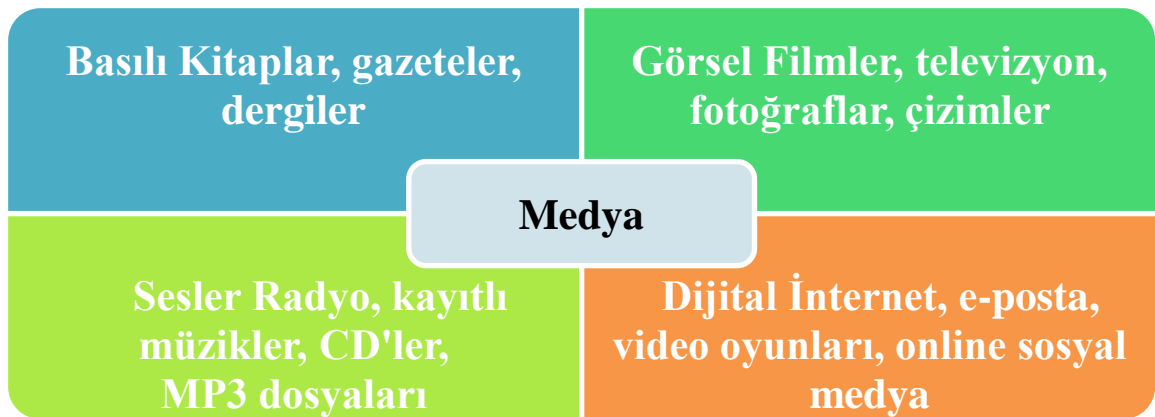 Basılı Kitaplar, gazeteler,
dergiler
Görsel Filmler, televizyon,
fotoğraflar, çizimler
Medya
Sesler Radyo, kayıtlı
müzikler, CD'ler,
MP3 dosyaları
Dijital İnternet, e-posta,
video oyunları, online sosyal
medya